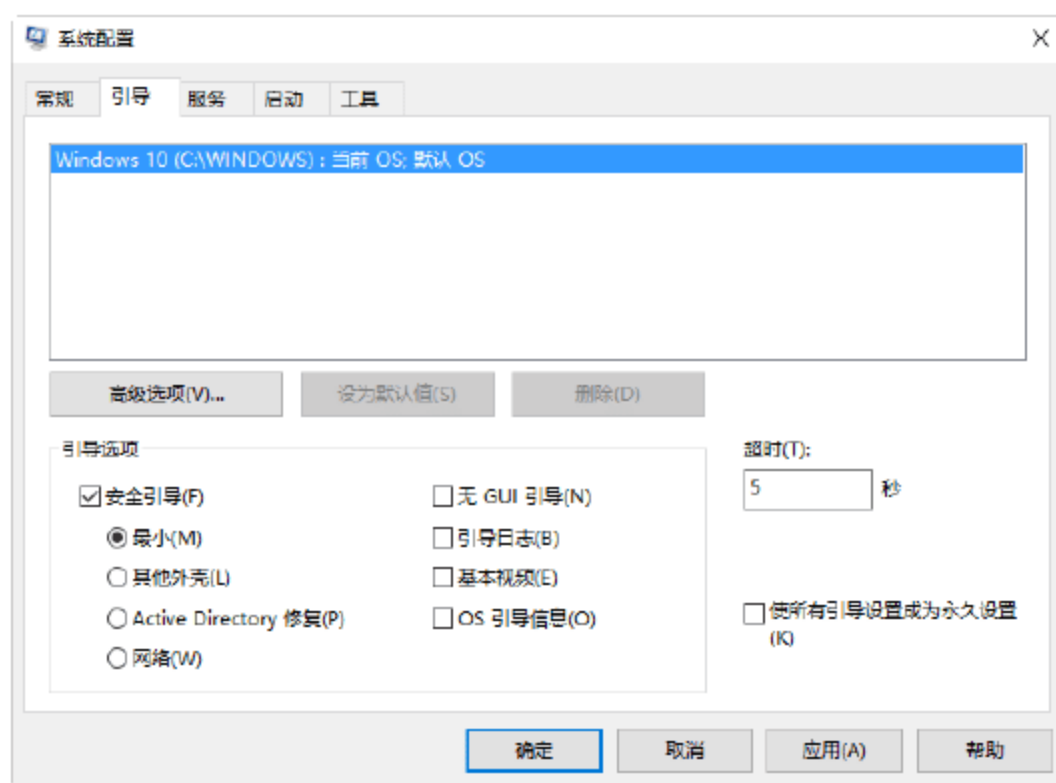 系统配置
常规 引导 服务 启动 工具
Windows 10 (C:\WINDOWS) : 当前 OS; 默认 OS
高级选项(V)... 设为默认值(S) 删除(D)
引导选项
超时(T):
安全引导(F) 无 GUI 引导(N)
5 秒
最小(M) 引导日志(B)
其他外壳(L) 基本视频(E)
Active Directory 修复(P) OS 引导信息(O)
使所有引导设置成为永久设置
(K)
网络(W)
确定 取消 应用(A) 帮助